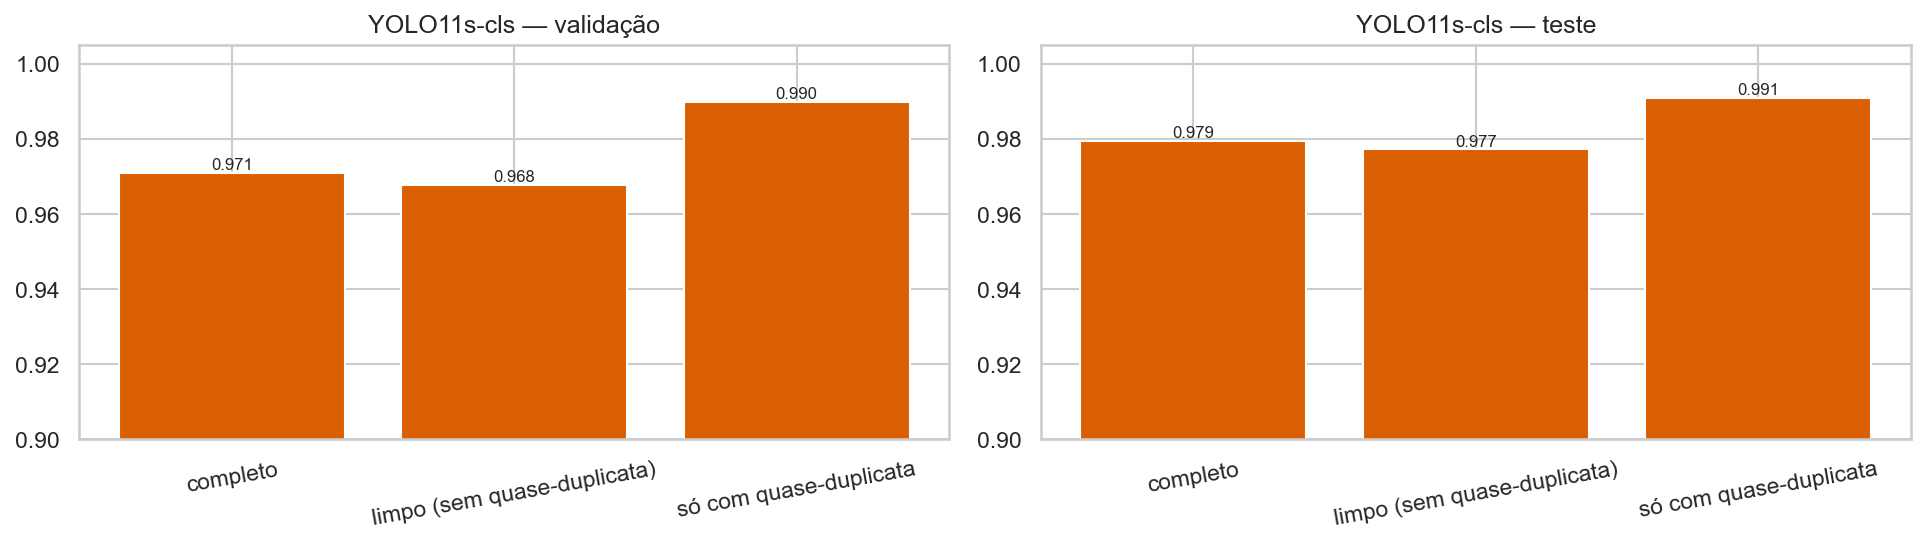 YOLO11s-cls — validação
1.00
0.98
0.96
0.94
0.92
0.90
0.971
0.968
0.990
completo
limpo (sem quase-duplicata)
só com quase-duplicata
YOLO11s-cls — teste
1.00
0.98
0.96
0.94
0.92
0.90
0.979
0.977
0.991
completo
limpo (sem quase-duplicata)
só com quase-duplicata